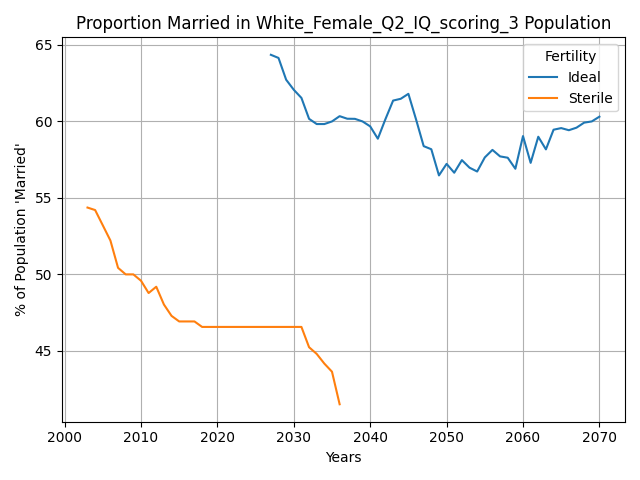 Proportion Married in White_Female_Q2_IQ_scoring_3 Population
% of Population 'Married'
65
60
55
50
45
Fertility
Ideal
Sterile
2000 2010 2020 2030 2040 2050 2060 2070
Years